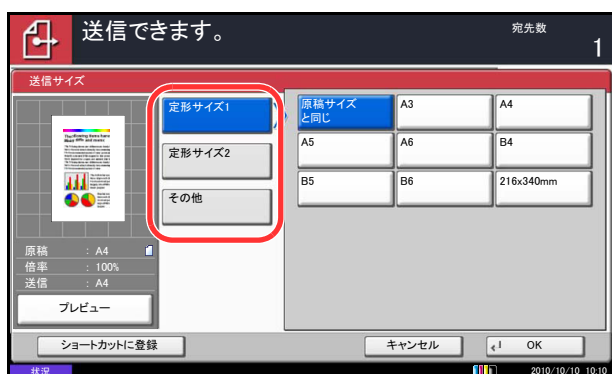 送信できます。
宛先数
1
送信サイズ
定形サイズ1
定形サイズ2
その他
原稿サイズ
と同じ
A3
A4
A5
A6
B4
B5
B6
216x340mm
原稿 : A4
倍率 : 100%
送信 : A4
プレビュー
ショートカットに登録
キャンセル
OK
状況
2010/10/10 10:10